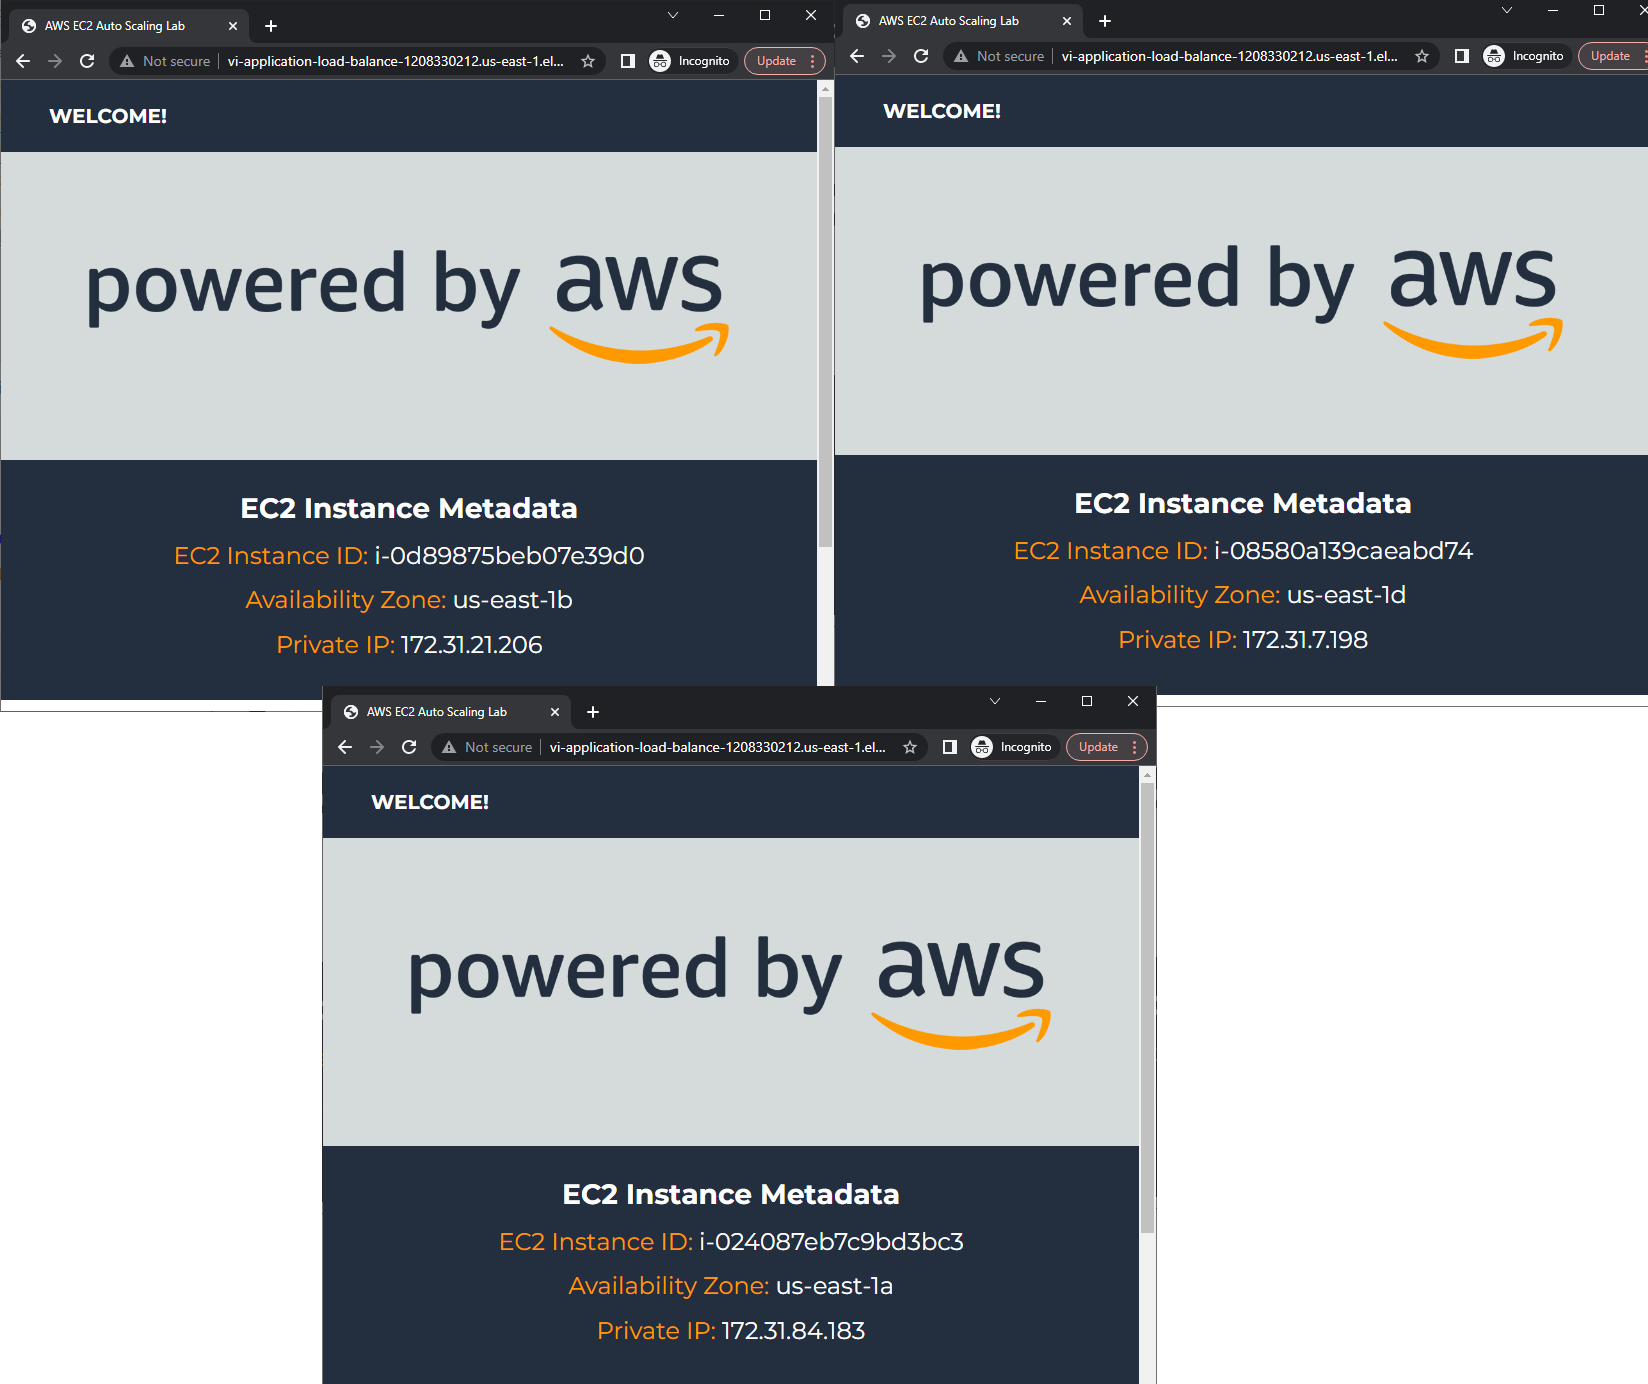 AWS EC2 Auto Scaling Lab
Not secure
vi-application-load-balance-1208330212.us-east-1.el...
Incognito
Update
WELCOME!
powered by aws
EC2 Instance Metadata
EC2 Instance ID: i-0d89875beb07e39d0
Availability Zone: us-east-1b
Private IP: 172.31.21.206
AWS EC2 Auto Scaling Lab
Not secure
vi-application-load-balance-1208330212.us-east-1.el...
Incognito
Update
WELCOME!
powered by aws
EC2 Instance Metadata
EC2 Instance ID: i-08580a139caeabd74
Availability Zone: us-east-1d
Private IP: 172.31.7.198
AWS EC2 Auto Scaling Lab
Not secure
vi-application-load-balance-1208330212.us-east-1.el...
Incognito
Update
WELCOME!
powered by aws
EC2 Instance Metadata
EC2 Instance ID: i-024087eb7c9bd3bc3
Availability Zone: us-east-1a
Private IP: 172.31.84.183